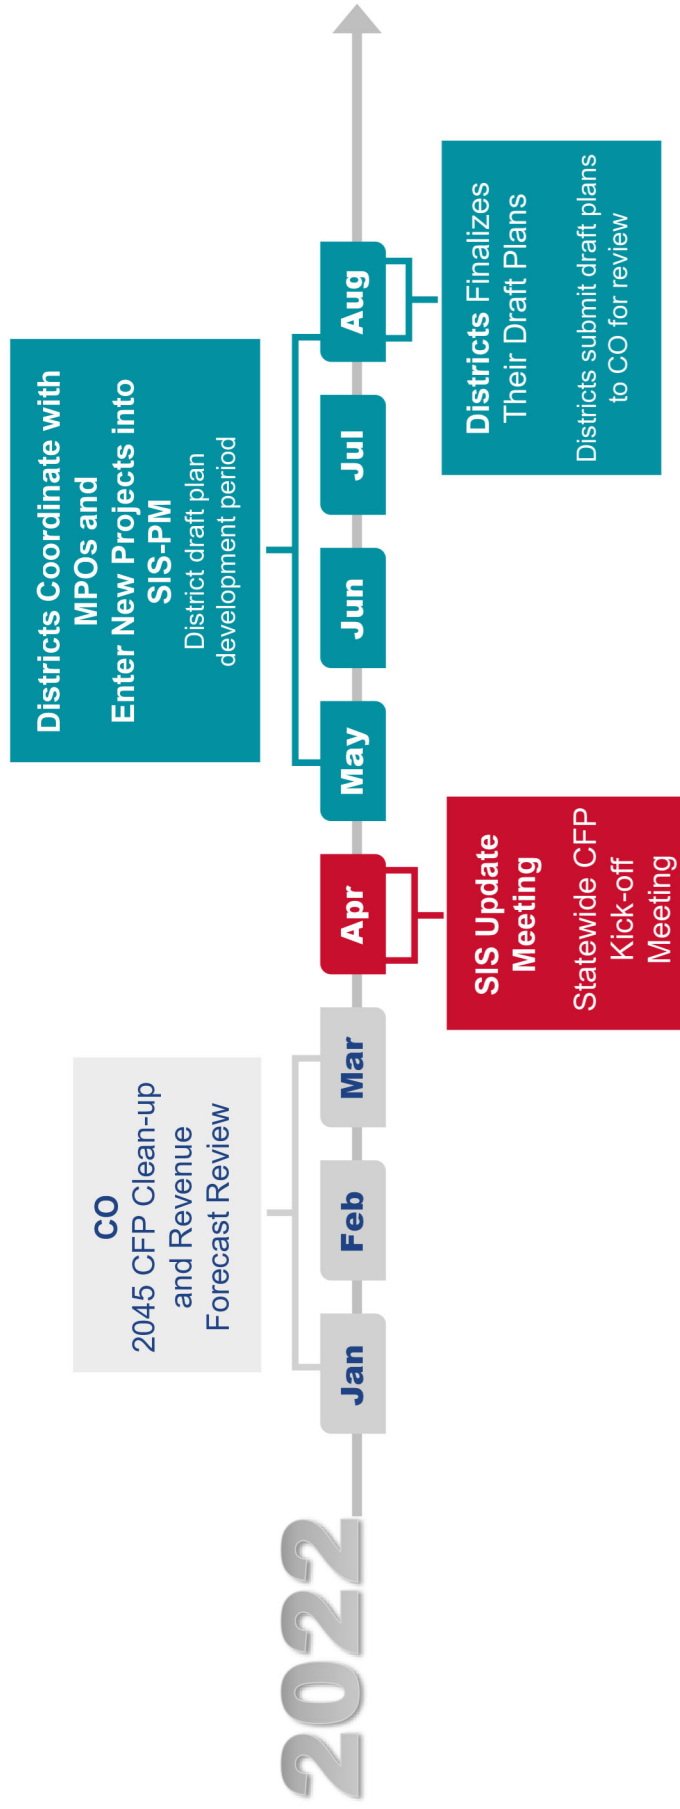 2022
CO
2045 CFP Clean-up
and Revenue
Forecast Review
Jan
Feb
Mar
Apr
SIS Update
Meeting
Statewide CFP
Kick-off
Meeting
Districts Coordinate with
MPOs and
Enter New Projects into
SIS-PM
District draft plan
development period
May
Jun
Jul
Aug
Districts Finalizes
Their Draft Plans
Districts submit draft plans
to CO for review